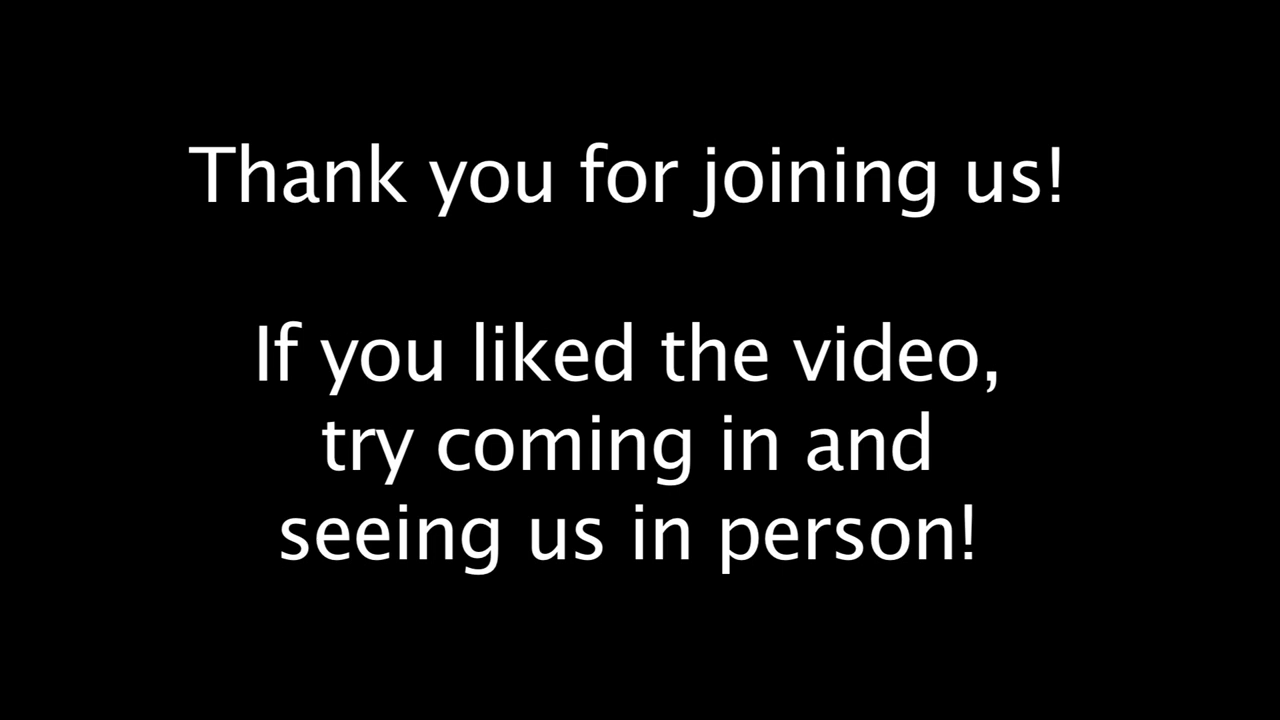 Thank you for joining us!
If you liked the video,
try coming in and
seeing us in person!